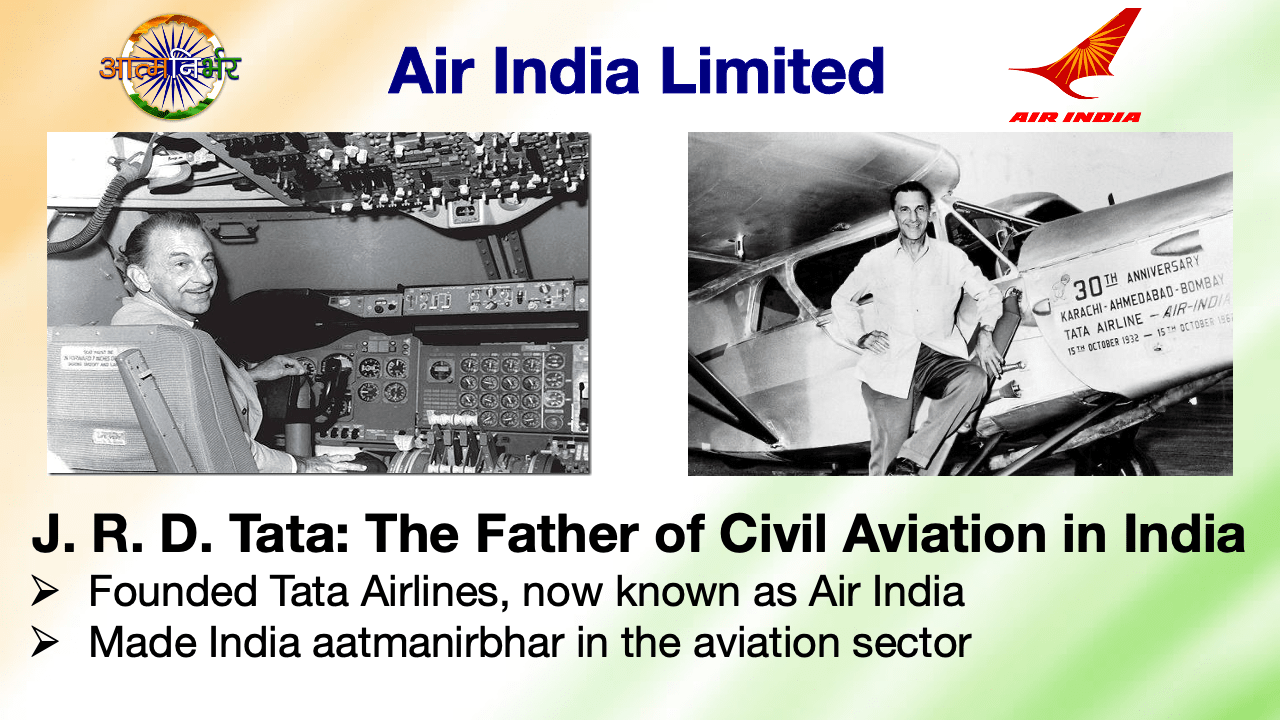 आत्मनिर्भर
Air India Limited
AIR INDIA
30TH ANNIVERSARY
KARACHI-AHMEDABAD-BOMBAY
TATA AIRLINE – AIR-INDIA
15TH OCTOBER 1932 – 15TH OCTOBER 1962
J. R. D. Tata: The Father of Civil Aviation in India
➢ Founded Tata Airlines, now known as Air India
➢ Made India aatmanirbhar in the aviation sector